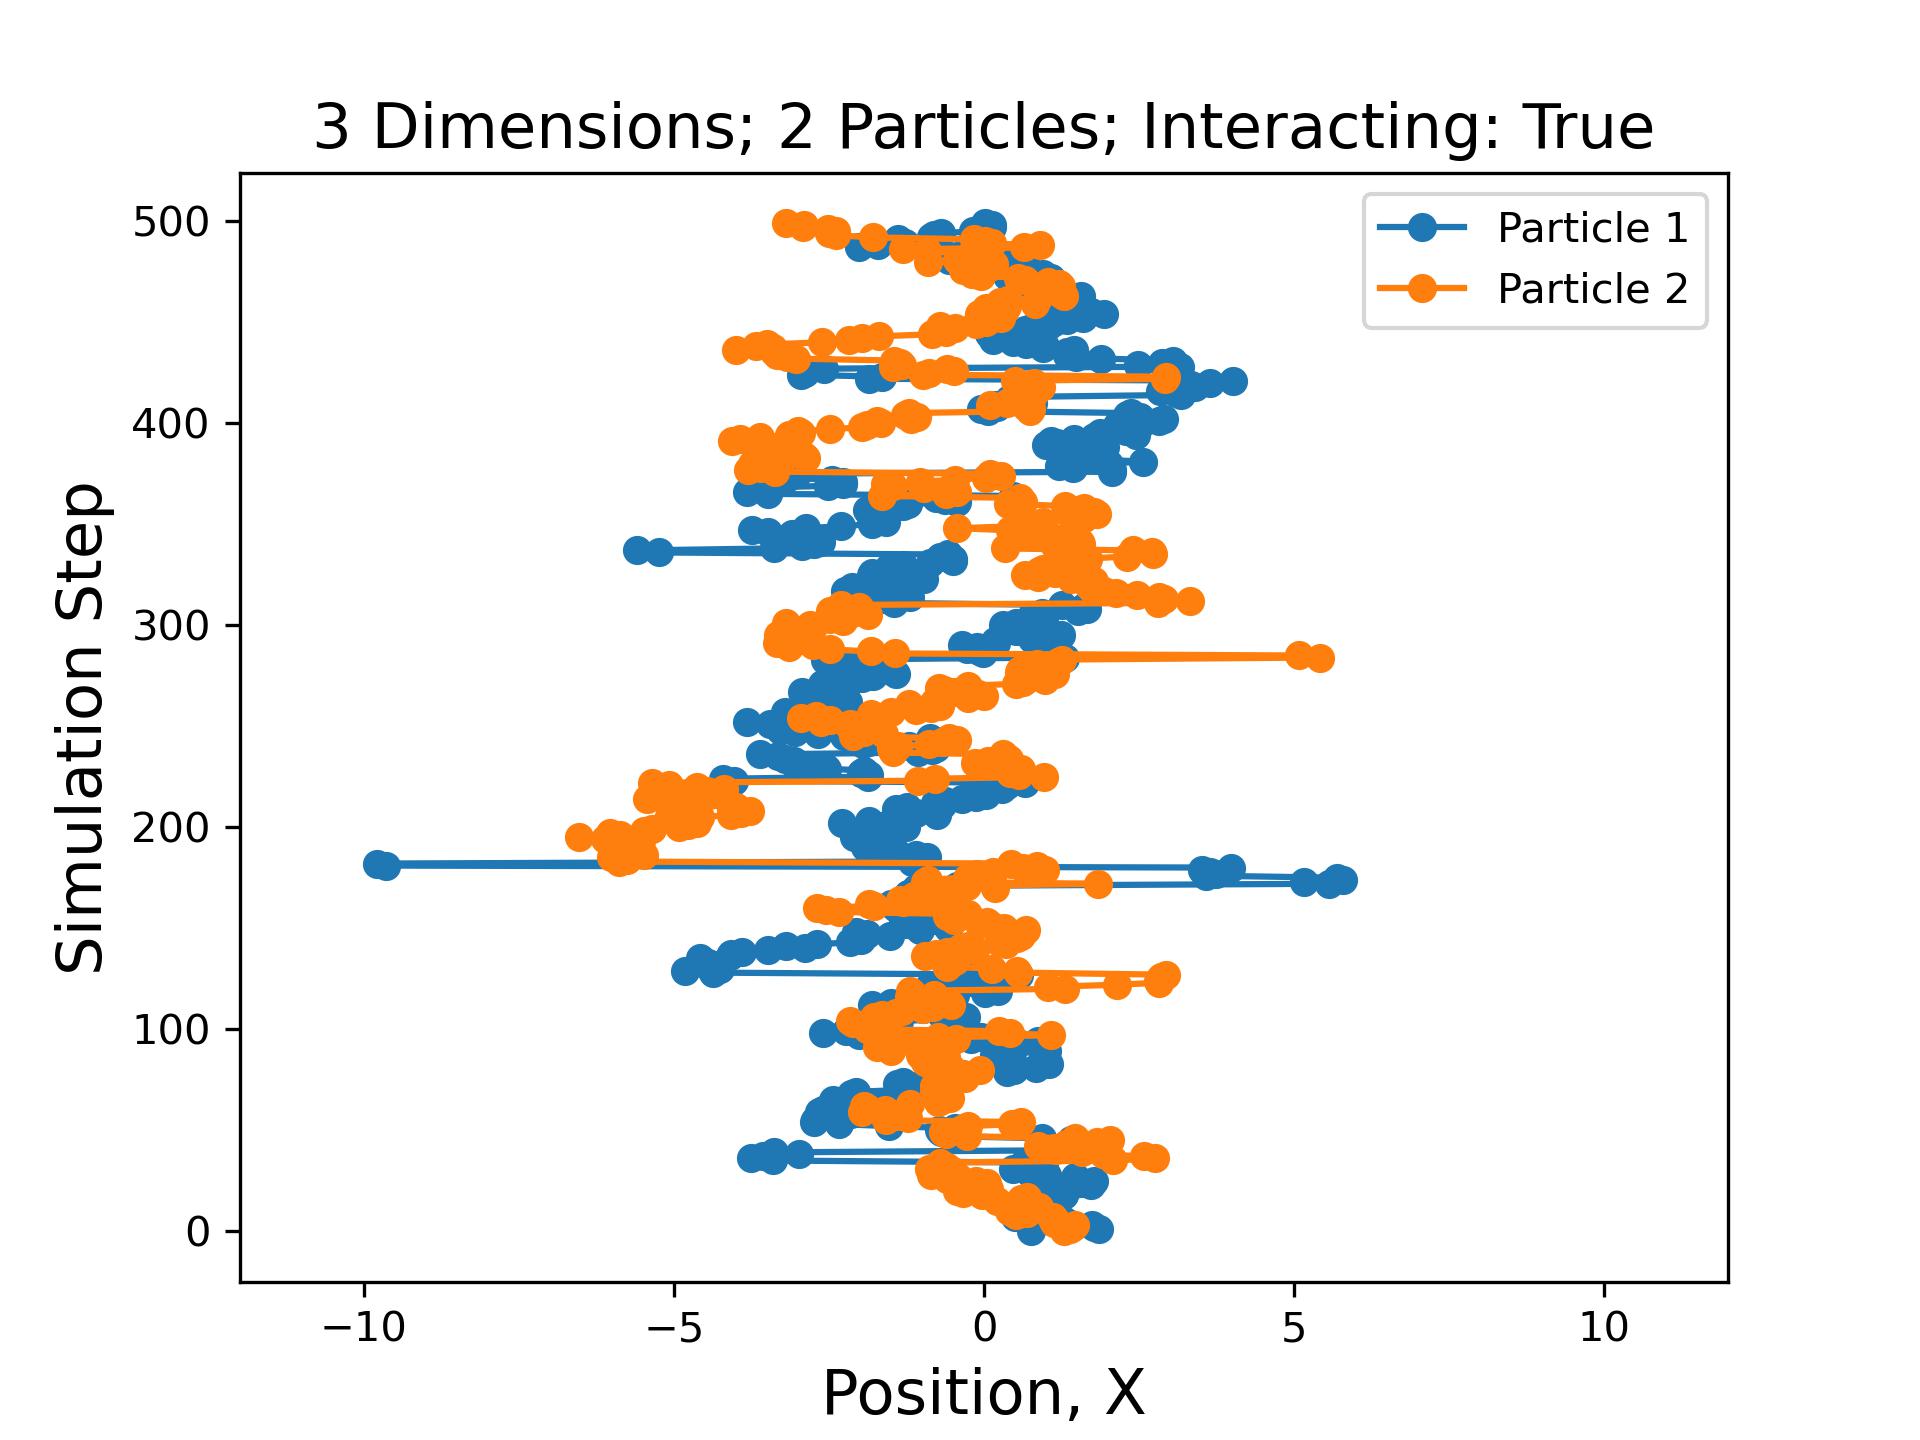 3 Dimensions; 2 Particles; Interacting: True
Particle 1
Particle 2
500
400
300
200
100
0
Simulation Step
−10
−5
0
5
10
Position, X